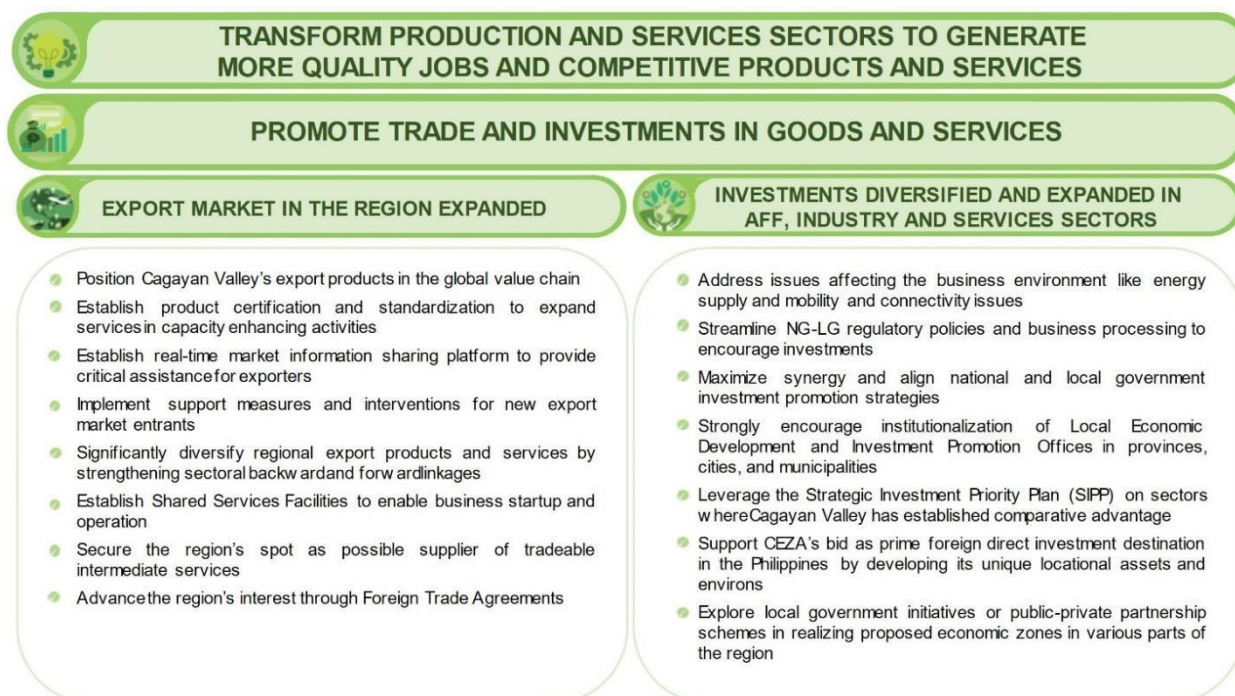 TRANSFORM PRODUCTION AND SERVICES SECTORS TO GENERATE
MORE QUALITY JOBS AND COMPETITIVE PRODUCTS AND SERVICES
PROMOTE TRADE AND INVESTMENTS IN GOODS AND SERVICES
EXPORT MARKET IN THE REGION EXPANDED
Position Cagayan Valley's export products in the global value chain
Establish product certification and standardization to expand
services in capacity enhancing activities
Establish real-time market information sharing platform to provide
critical assistance for exporters
Implement support measures and interventions for new export
market entrants
Significantly diversify regional export products and services by
strengthening sectoral backward and forward linkages
Establish Shared Services Facilities to enable business startup and
operation
Secure the region's spot as possible supplier of tradeable
intermediate services
Advance the region's interest through Foreign Trade Agreements
INVESTMENTS DIVERSIFIED AND EXPANDED IN
AFF, INDUSTRY AND SERVICES SECTORS
Address issues affecting the business environment like energy
supply and mobility and connectivity issues
Streamline NG-LG regulatory policies and business processing to
encourage investments
Maximize synergy and align national and local government
investment promotion strategies
Strongly encourage institutionalization of Local Economic
Development and Investment Promotion Offices in provinces,
cities, and municipalities
Leverage the Strategic Investment Priority Plan (SIPP) on sectors
where Cagayan Valley has established comparative advantage
Support CEZA's bid as prime foreign direct investment destination
in the Philippines by developing its unique locational assets and
environs
Explore local government initiatives or public-private partnership
schemes in realizing proposed economic zones in various parts of
the region